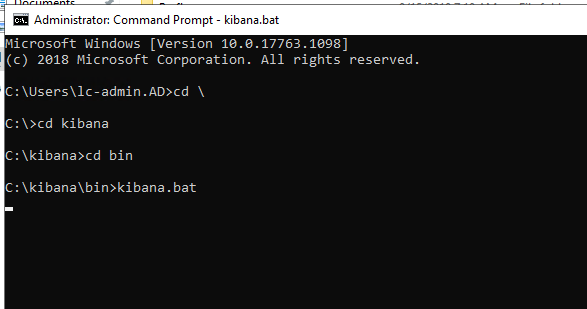 Documents
Administrator: Command Prompt - kibana.bat
Microsoft Windows [Version 10.0.17763.1098]
(c) 2018 Microsoft Corporation. All rights reserved.
C:\Users\lc-admin.AD>cd \
C:\>cd kibana
C:\kibana>cd bin
C:\kibana\bin>kibana.bat